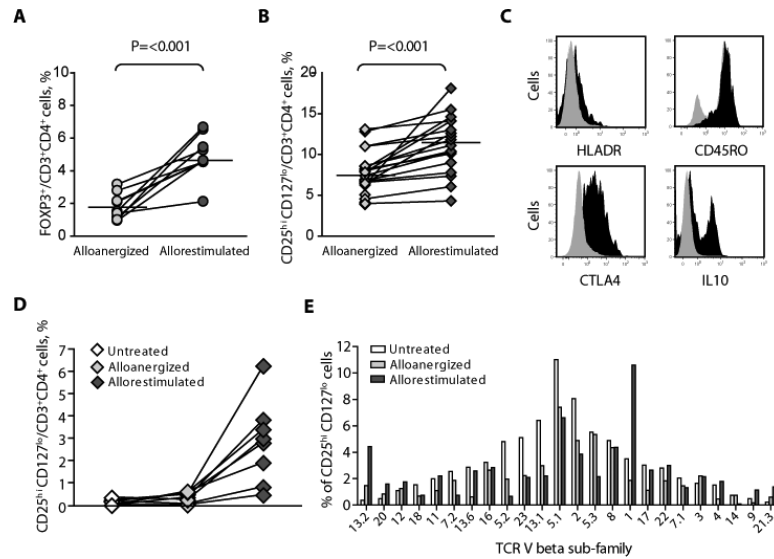 A
P=<0.001
FOXP3⁺/CD3⁺CD4⁺ cells, %
10
8
6
4
2
0
Alloanergized Allorestimulated
B
P=<0.001
CD25ʰⁱ CD127ˡᵒ/CD3⁺CD4⁺ cells, %
20
15
10
5
0
Alloanergized Allorestimulated
C
Cells
HLADR
CD45RO
Cells
CTLA4
IL10
D
Untreated
Alloanergized
Allorestimulated
CD25ʰⁱ CD127ˡᵒ/CD3⁺CD4⁺ cells, %
7
6
5
4
3
2
1
0
E
Untreated
Alloanergized
Allorestimulated
% of CD25ʰⁱ CD127ˡᵒ cells
12
10
8
6
4
2
0
13.2 20 12 18 11 7.2 13.6 16 5.2 23 13.1 5.1 2 5.3 8 1 17 22 7.1 3 4 14 9 21.3
TCR V beta sub-family